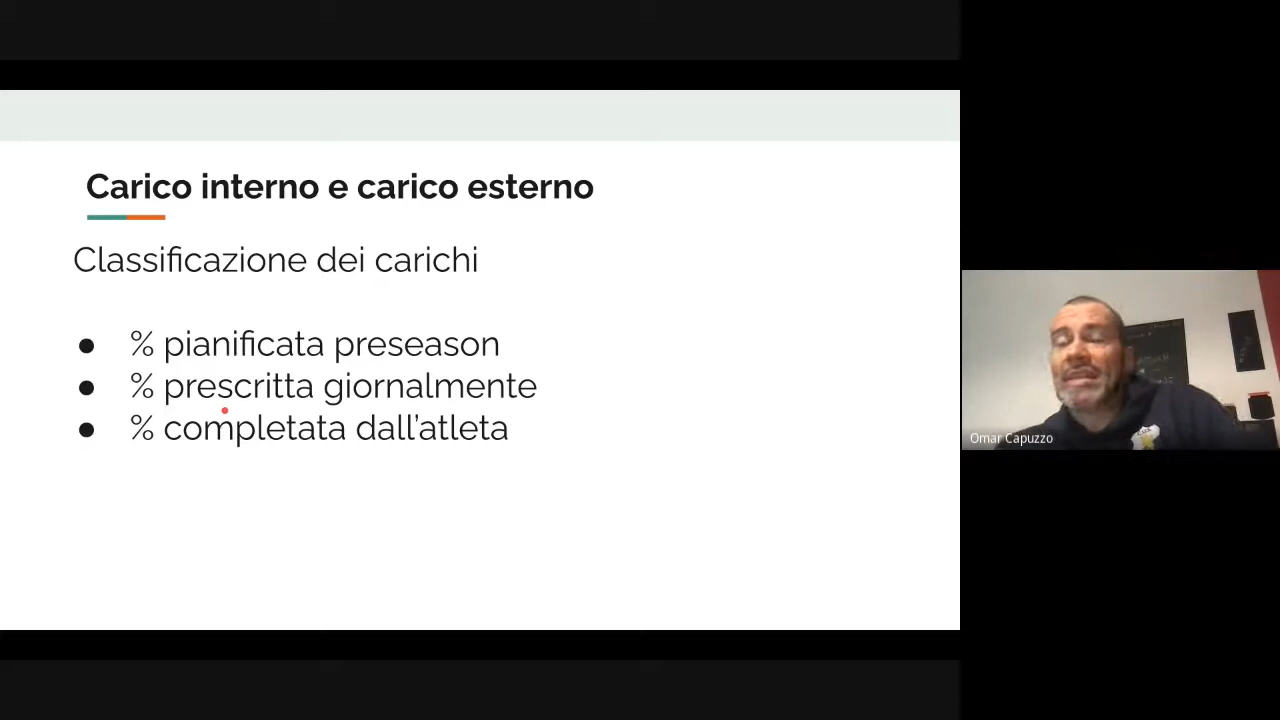 Carico interno e carico esterno
Classificazione dei carichi
● % pianificata preseason
● % prescritta giornalmente
● % completata dall'atleta
Omar Capuzzo